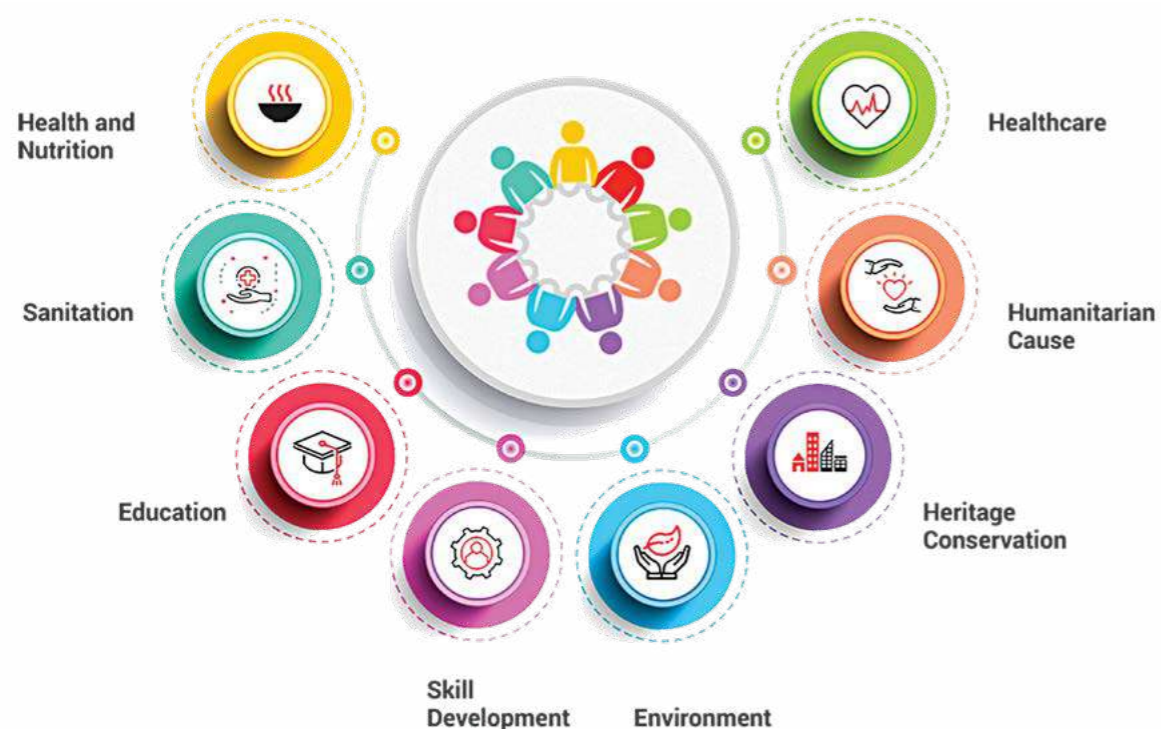 Health and
Nutrition
Healthcare
Sanitation
Humanitarian
Cause
Education
Heritage
Conservation
Skill
Development
Environment